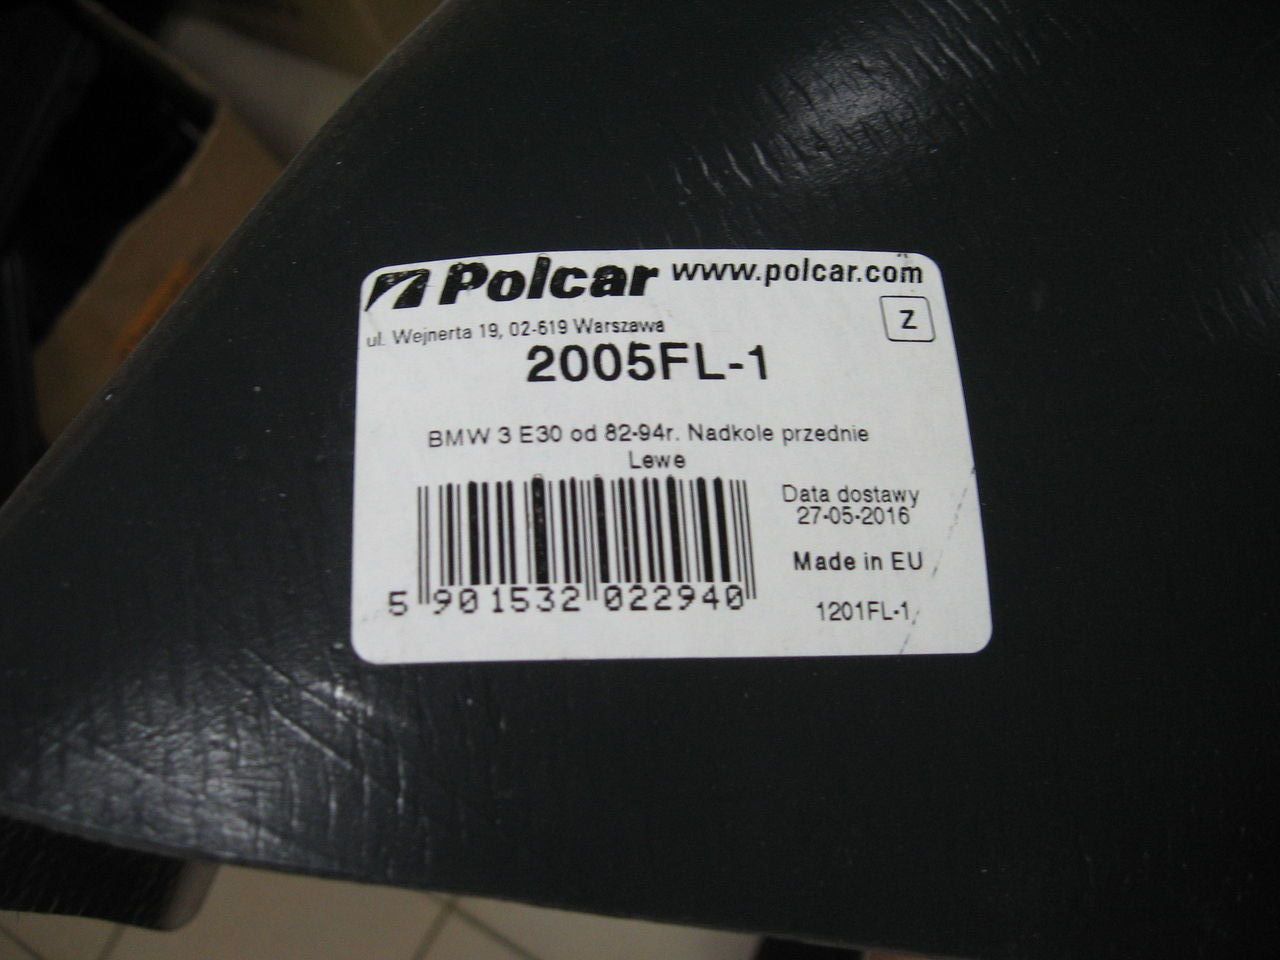 Polcar www.polcar.com
ul. Wejnerta 19, 02-619 Warszawa
Z
2005FL-1
BMW 3 E30 od 82-94r. Nadkole przednie
Lewe
Data dostawy
27-05-2016
Made in EU
1201FL-1
5 901532 022940